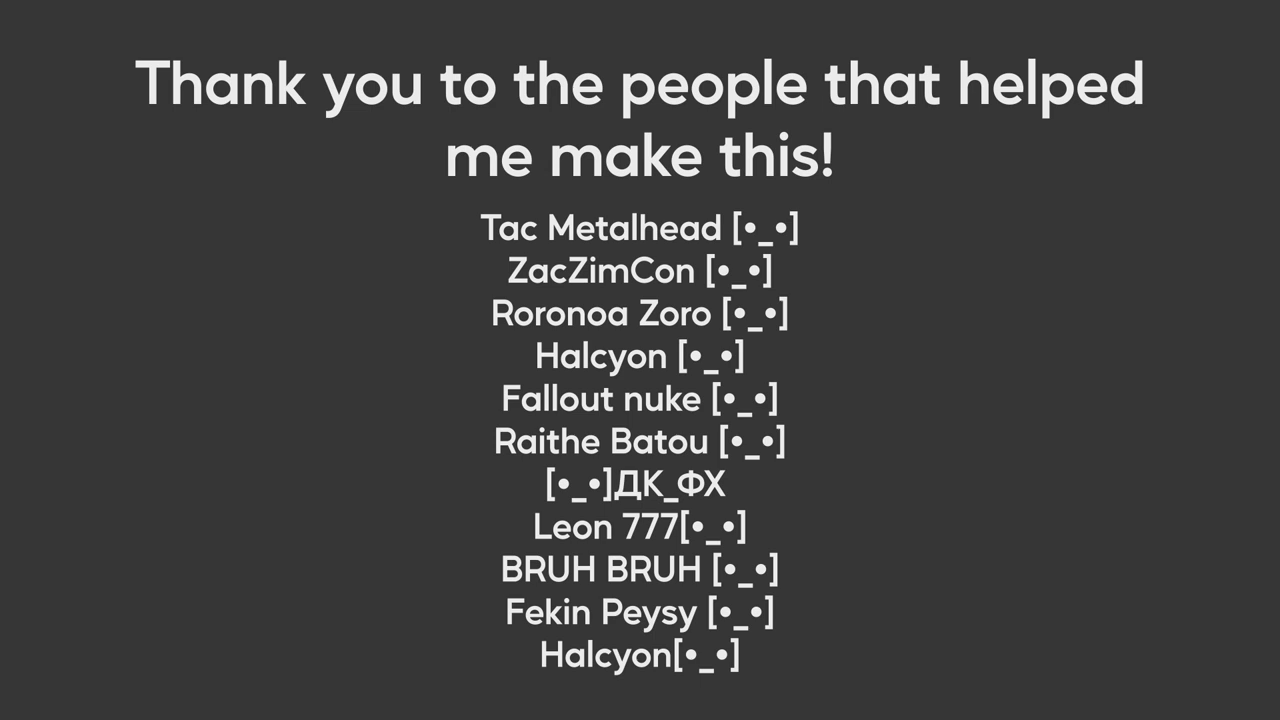 Thank you to the people that helped
me make this!
Tac Metalhead [•_•]
ZacZimCon [•_•]
Roronoa Zoro [•_•]
Halcyon [•_•]
Fallout nuke [•_•]
Raithe Batou [•_•]
[•_•]ДК_ФХ
Leon 777[•_•]
BRUH BRUH [•_•]
Fekin Peysy [•_•]
Halcyon[•_•]